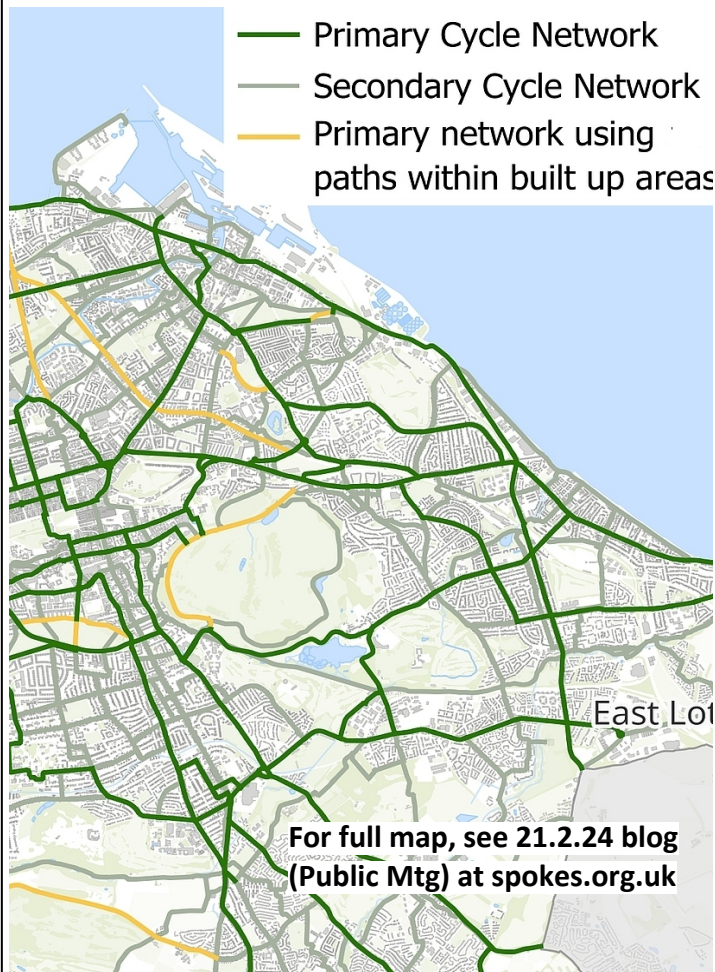 Primary Cycle Network
Secondary Cycle Network
Primary network using
paths within built up areas
East Lot
For full map, see 21.2.24 blog
(Public Mtg) at spokes.org.uk